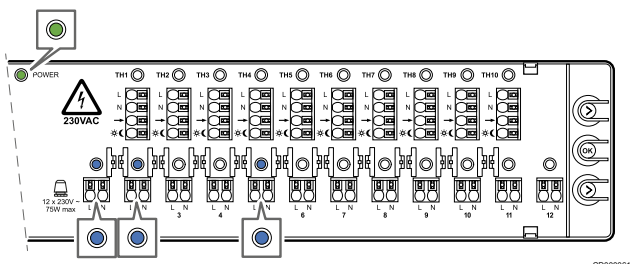 POWER
TH1 TH2 TH3 TH4 TH5 TH6 TH7 TH8 TH9 TH10
L L L L L L L L L L
N N N N N N N N N N
230VAC
OK
12 x 230V ~
75W max
L N L N L N L N L N L N L N L N L N L N L N L N
3 4 6 7 8 9 10 11 12